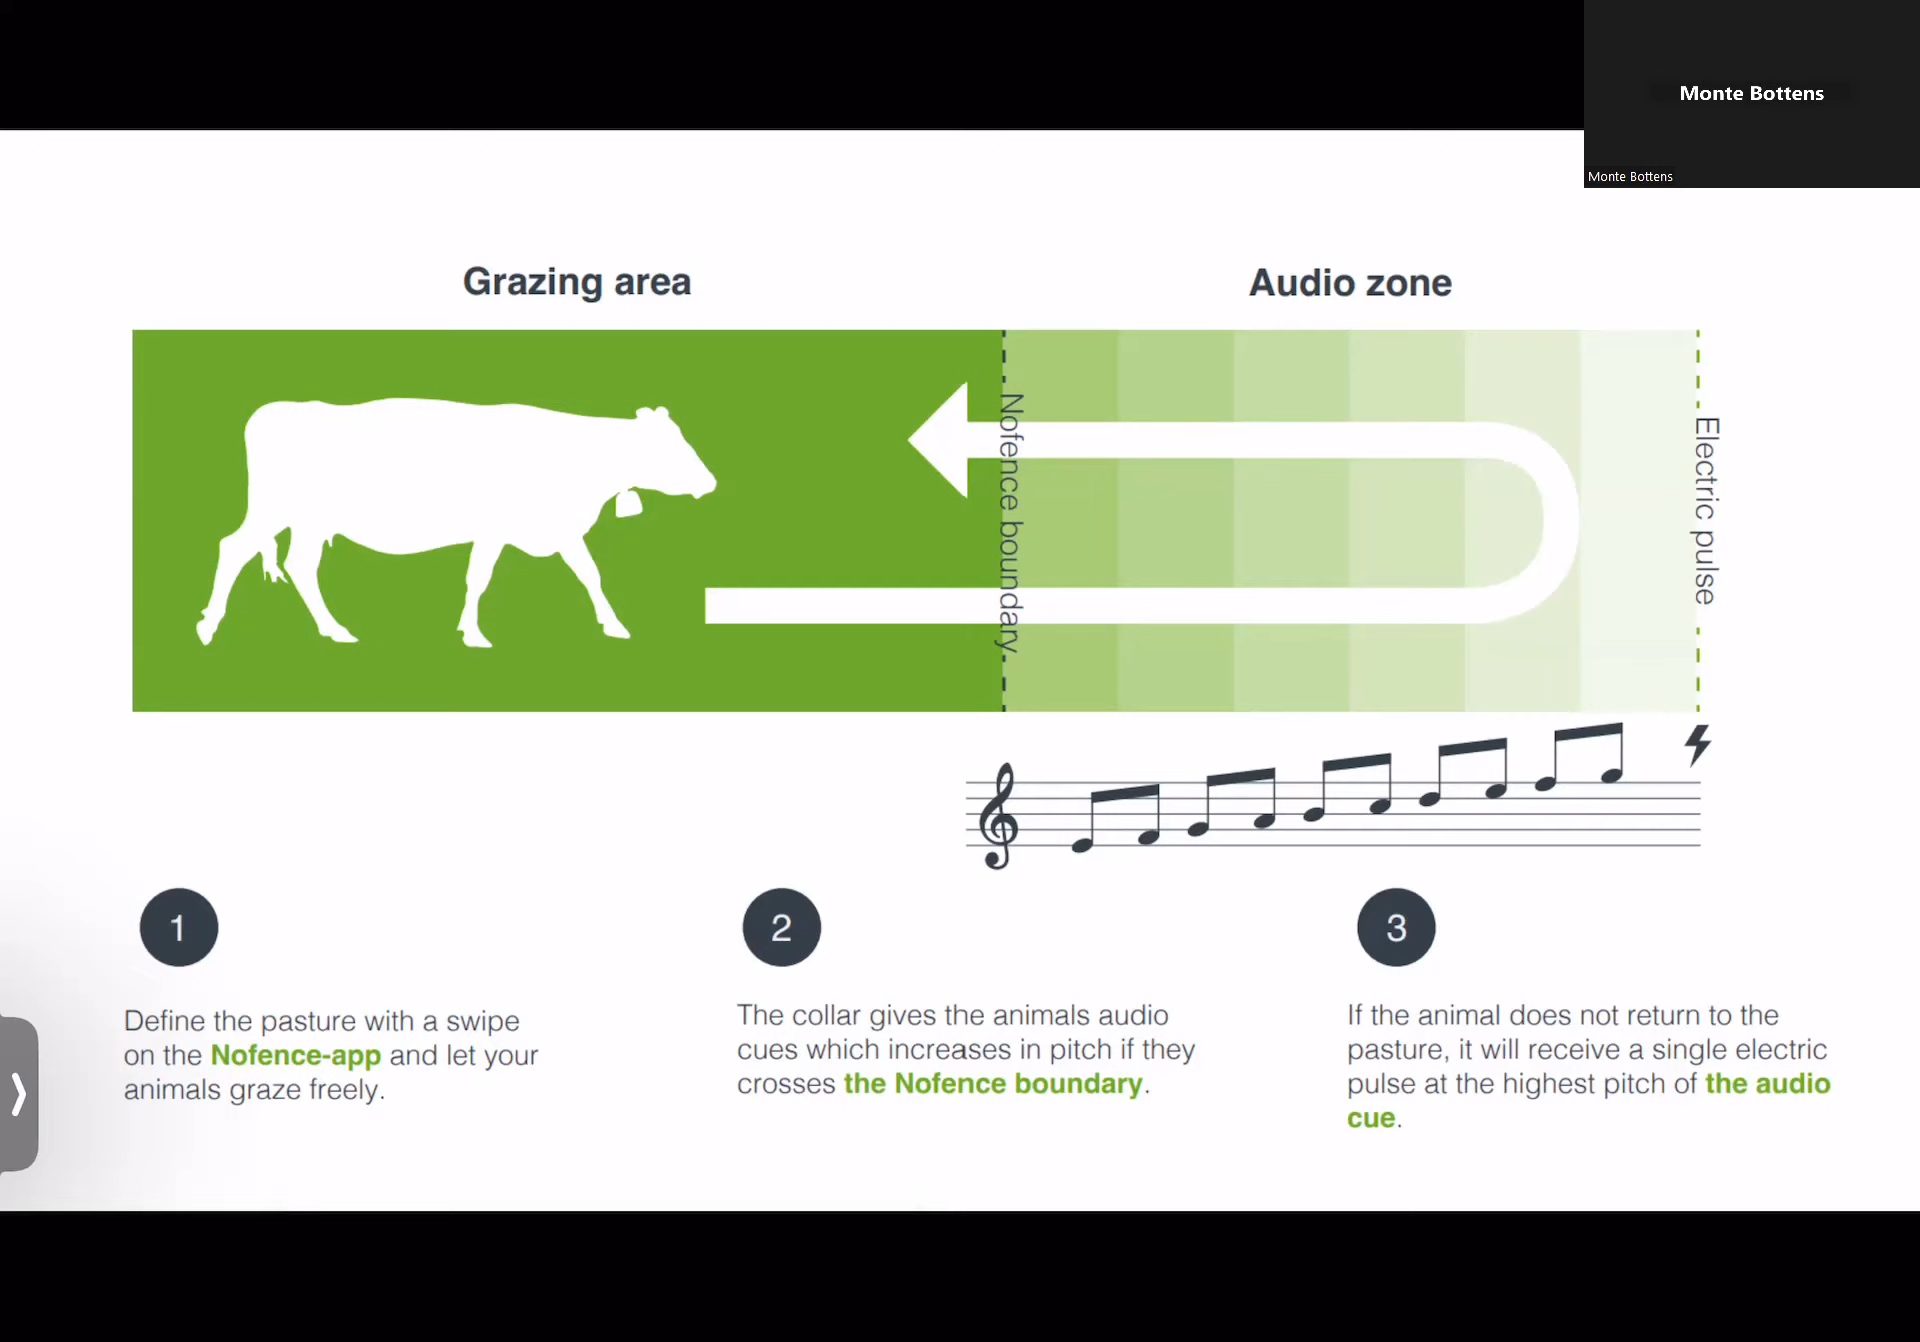 Monte Bottens
Monte Bottens
Grazing area
Audio zone
Nofence boundary
Electric pulse
1
Define the pasture with a swipe
on the Nofence-app and let your
animals graze freely.
2
The collar gives the animals audio
cues which increases in pitch if they
crosses the Nofence boundary.
3
If the animal does not return to the
pasture, it will receive a single electric
pulse at the highest pitch of the audio
cue.